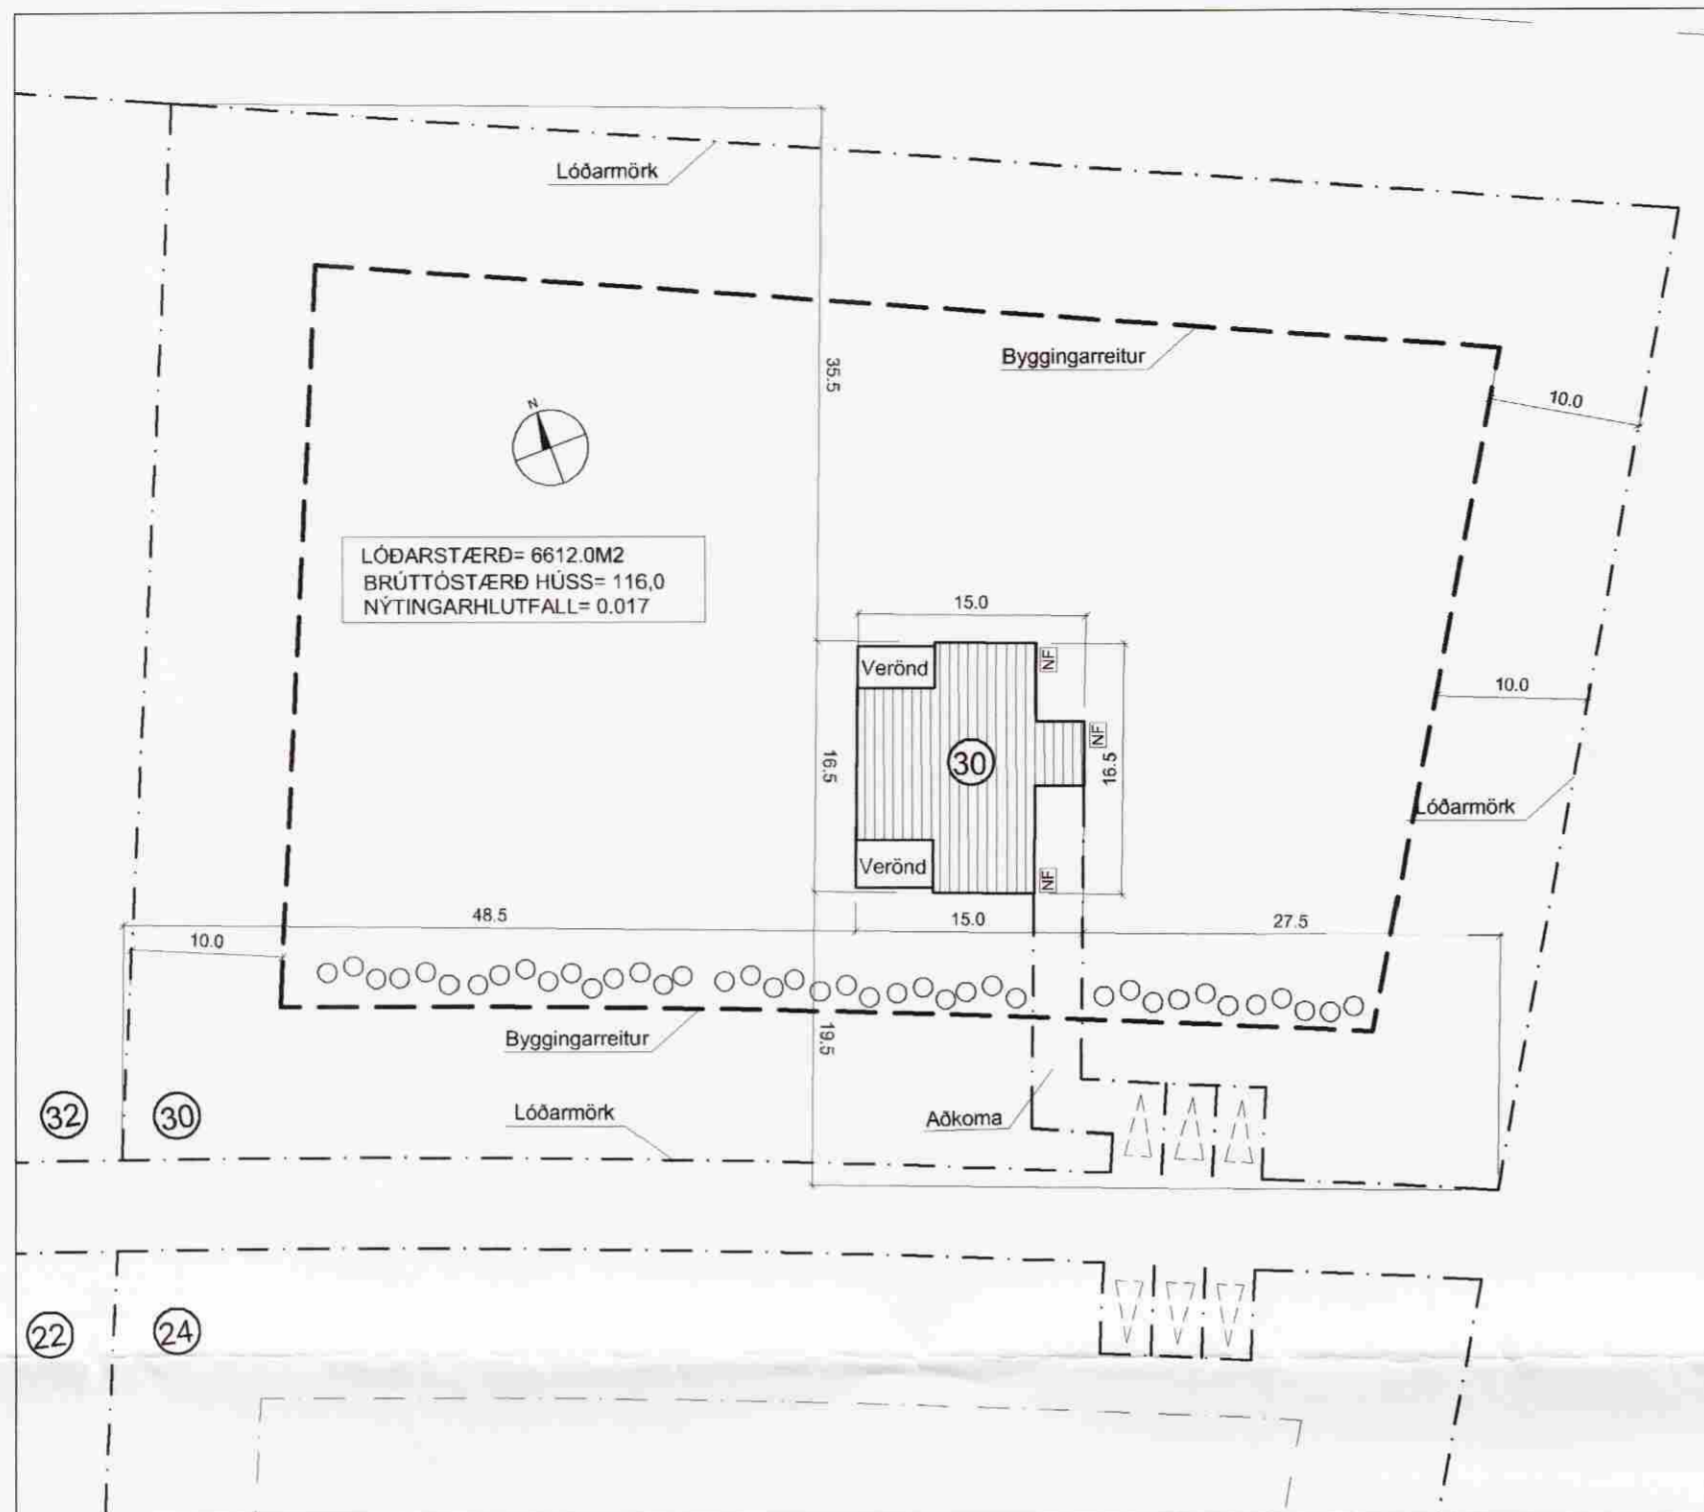 Lóðarmörk
Byggingarreitur
35.5
10.0
N
LÓÐARSTÆRÐ= 6612.0M2
BRÚTTÓSTÆRÐ HÚSS= 116,0
NÝTINGARHLUTFALL= 0.017
15.0
Verönd
NF
10.0
NF
16.5
30
16.5
Lóðarmörk
Verönd
NF
48.5
15.0
27.5
10.0
19.5
Byggingarreitur
32
30
Lóðarmörk
Aðkoma
22
24